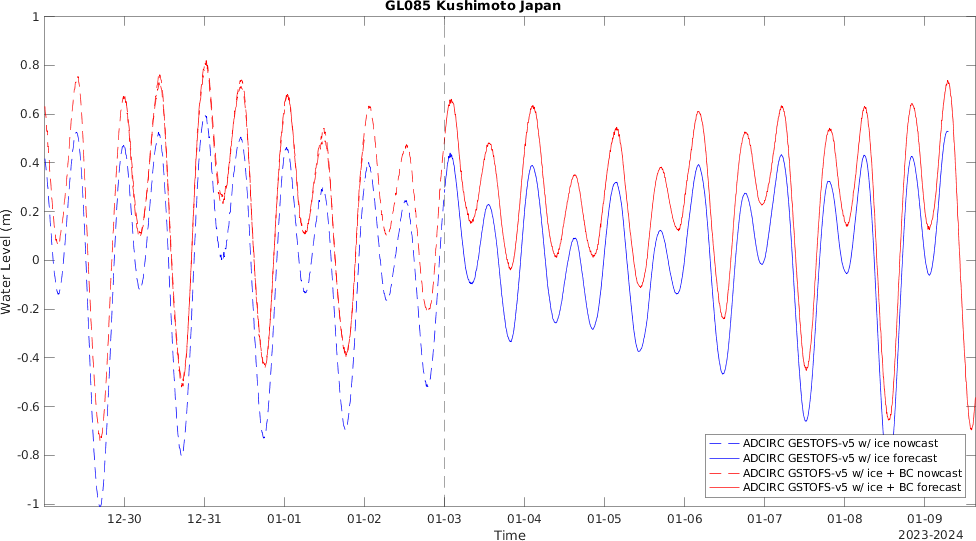 GL085 Kushimoto Japan
1
0.8
0.6
0.4
0.2
0
-0.2
-0.4
-0.6
-0.8
-1
Water Level (m)
12-30 12-31 01-01 01-02 01-03 01-04 01-05 01-06 01-07 01-08 01-09
Time
2023-2024
ADCIRC GESTOFS-v5 w/ ice nowcast
ADCIRC GESTOFS-v5 w/ ice forecast
ADCIRC GSTOFS-v5 w/ ice + BC nowcast
ADCIRC GSTOFS-v5 w/ ice + BC forecast